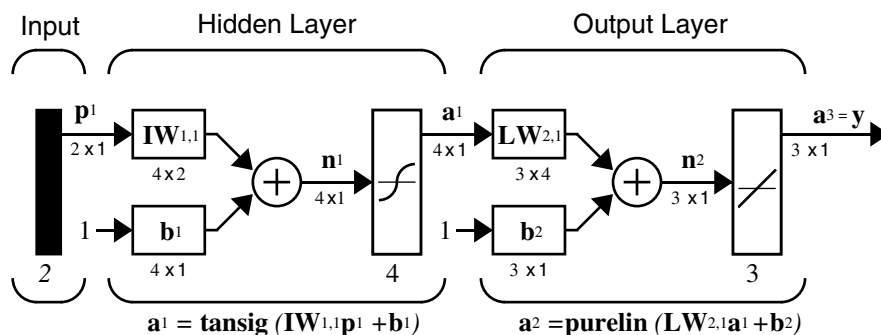 Input
Hidden Layer
Output Layer
p1
IW1,1
n1
a1
LW2,1
n2
a3 = y
2 x 1
4 x 2
4 x 1
4 x 1
3 x 4
3 x 1
3 x 1
1
b1
1
b2
2
4 x 1
4
3 x 1
3
a1 = tansig (IW1,1p1 +b1)
a2 =purelin (LW2,1a1+b2)